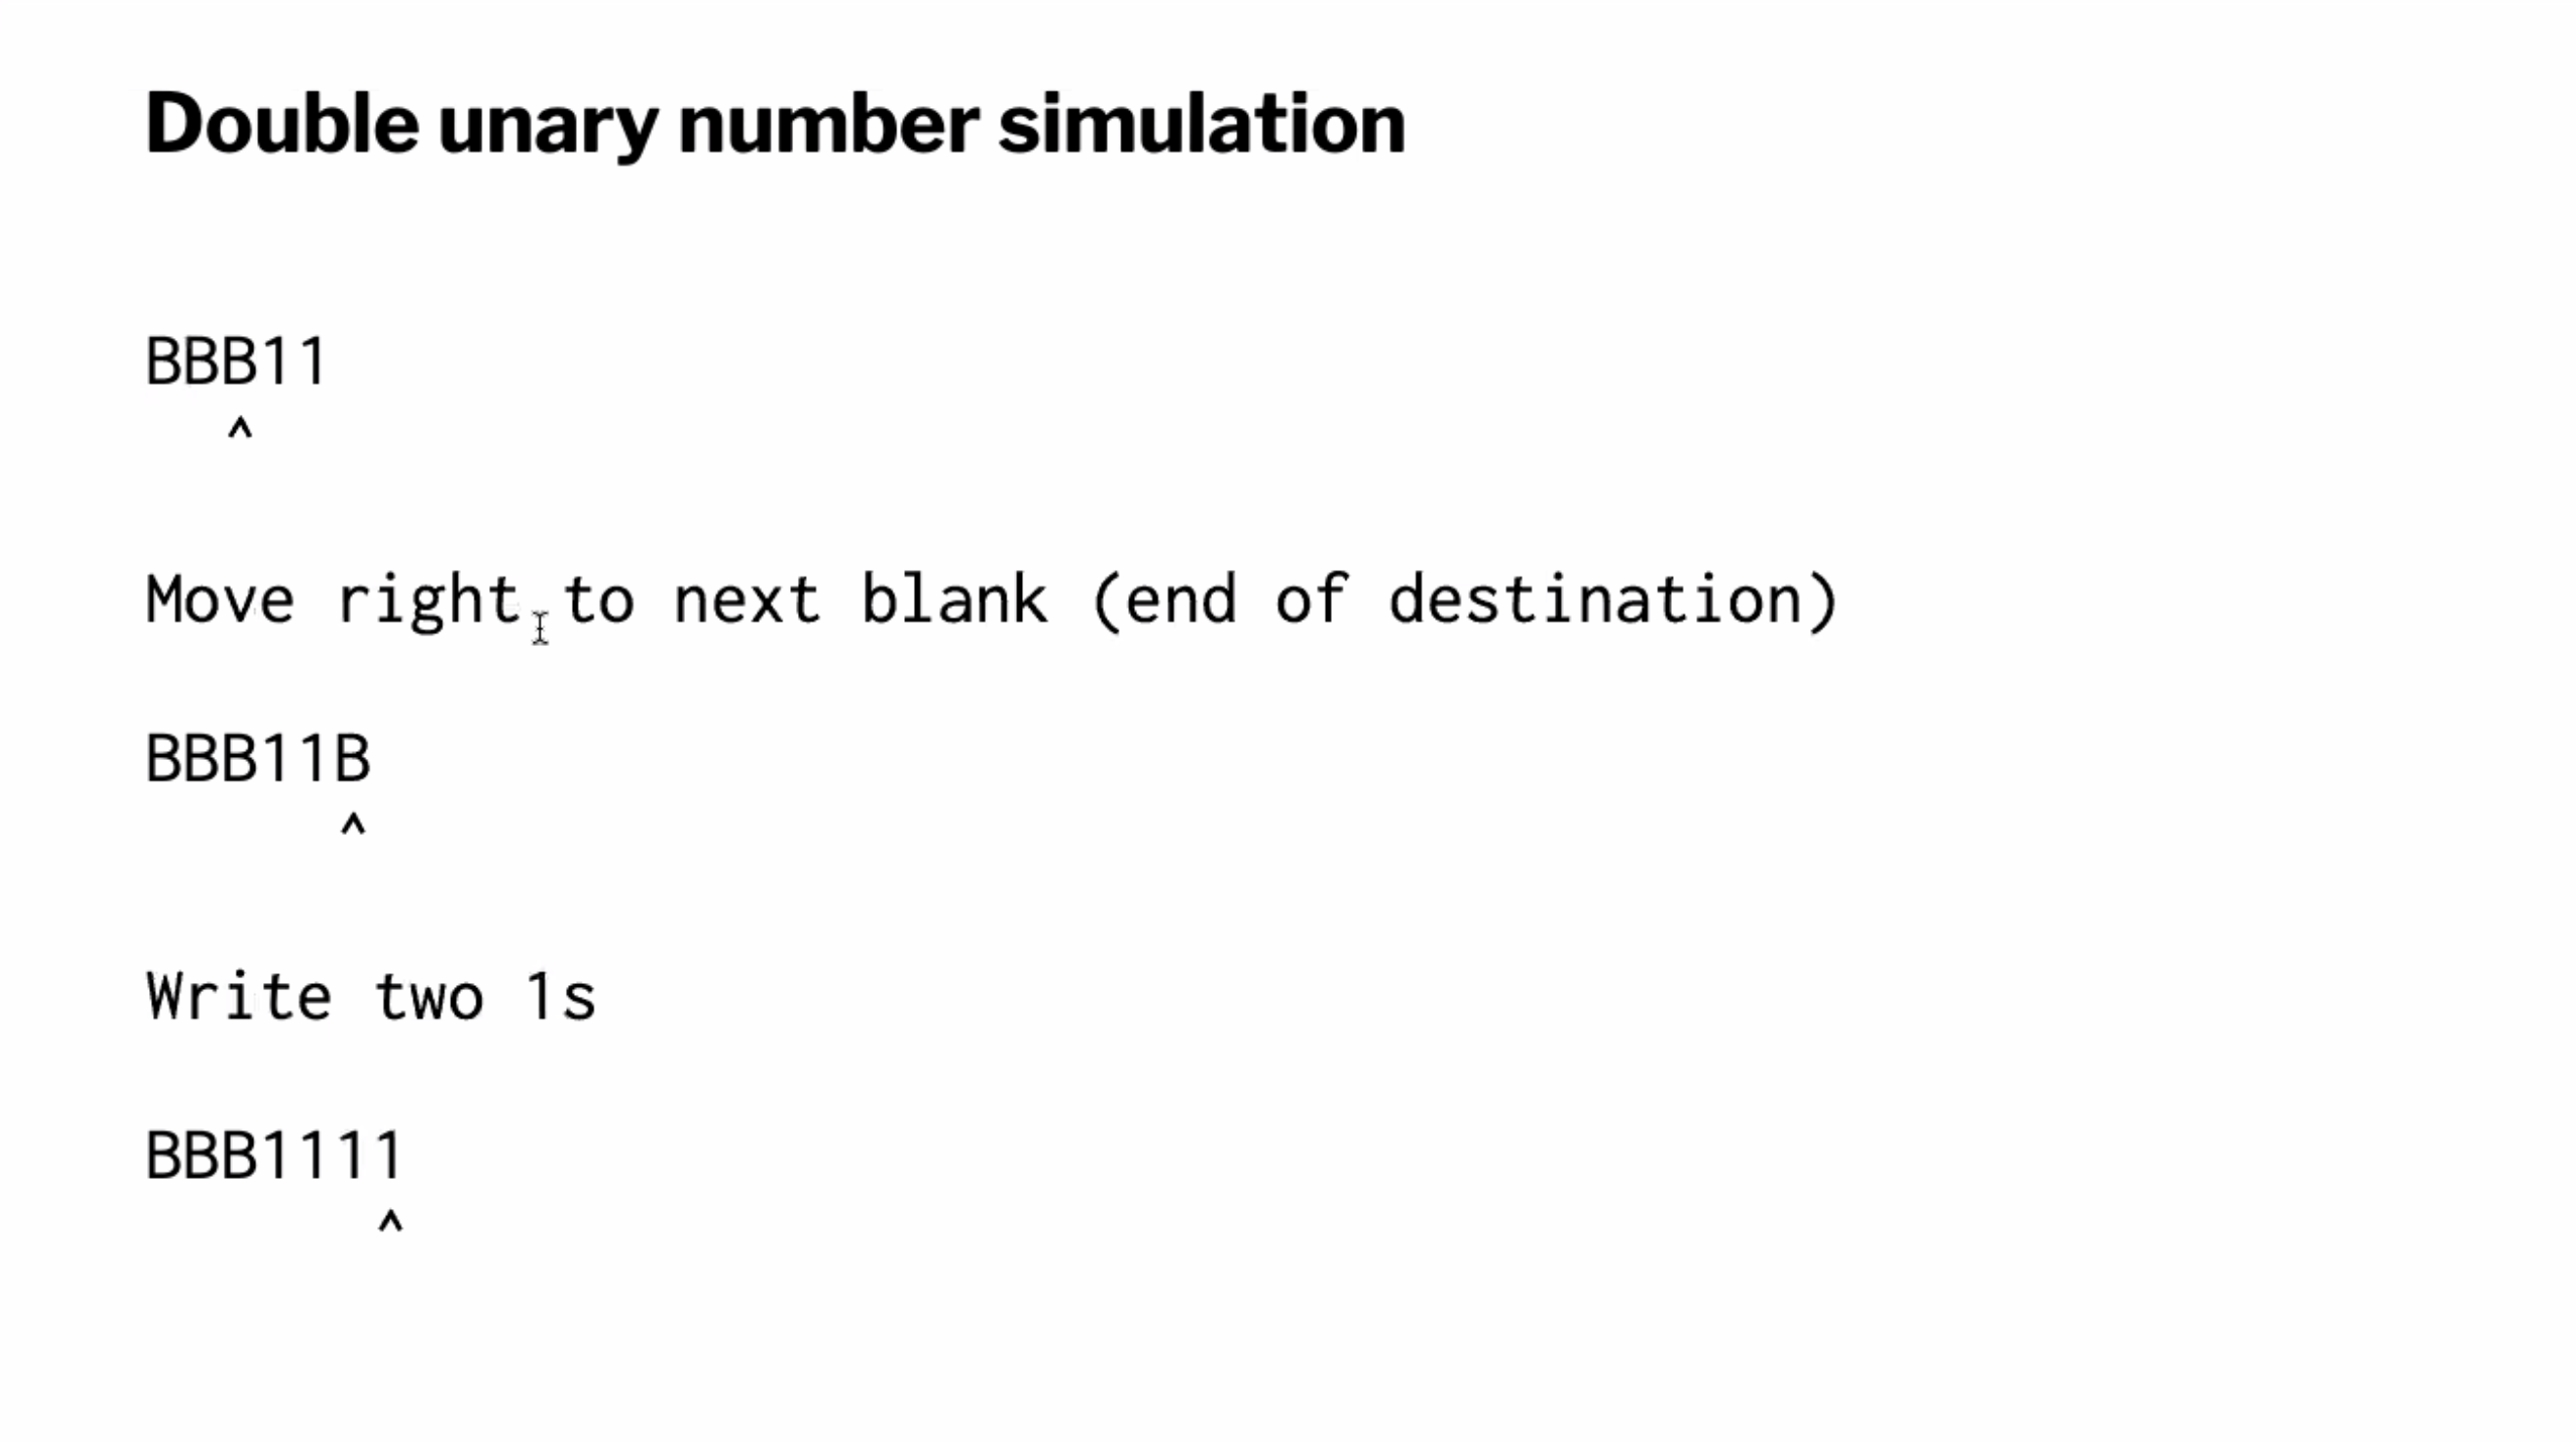 Double unary number simulation
BBB11
^
Move right to next blank (end of destination)
BBB11B
^
Write two 1s
BBB1111
^